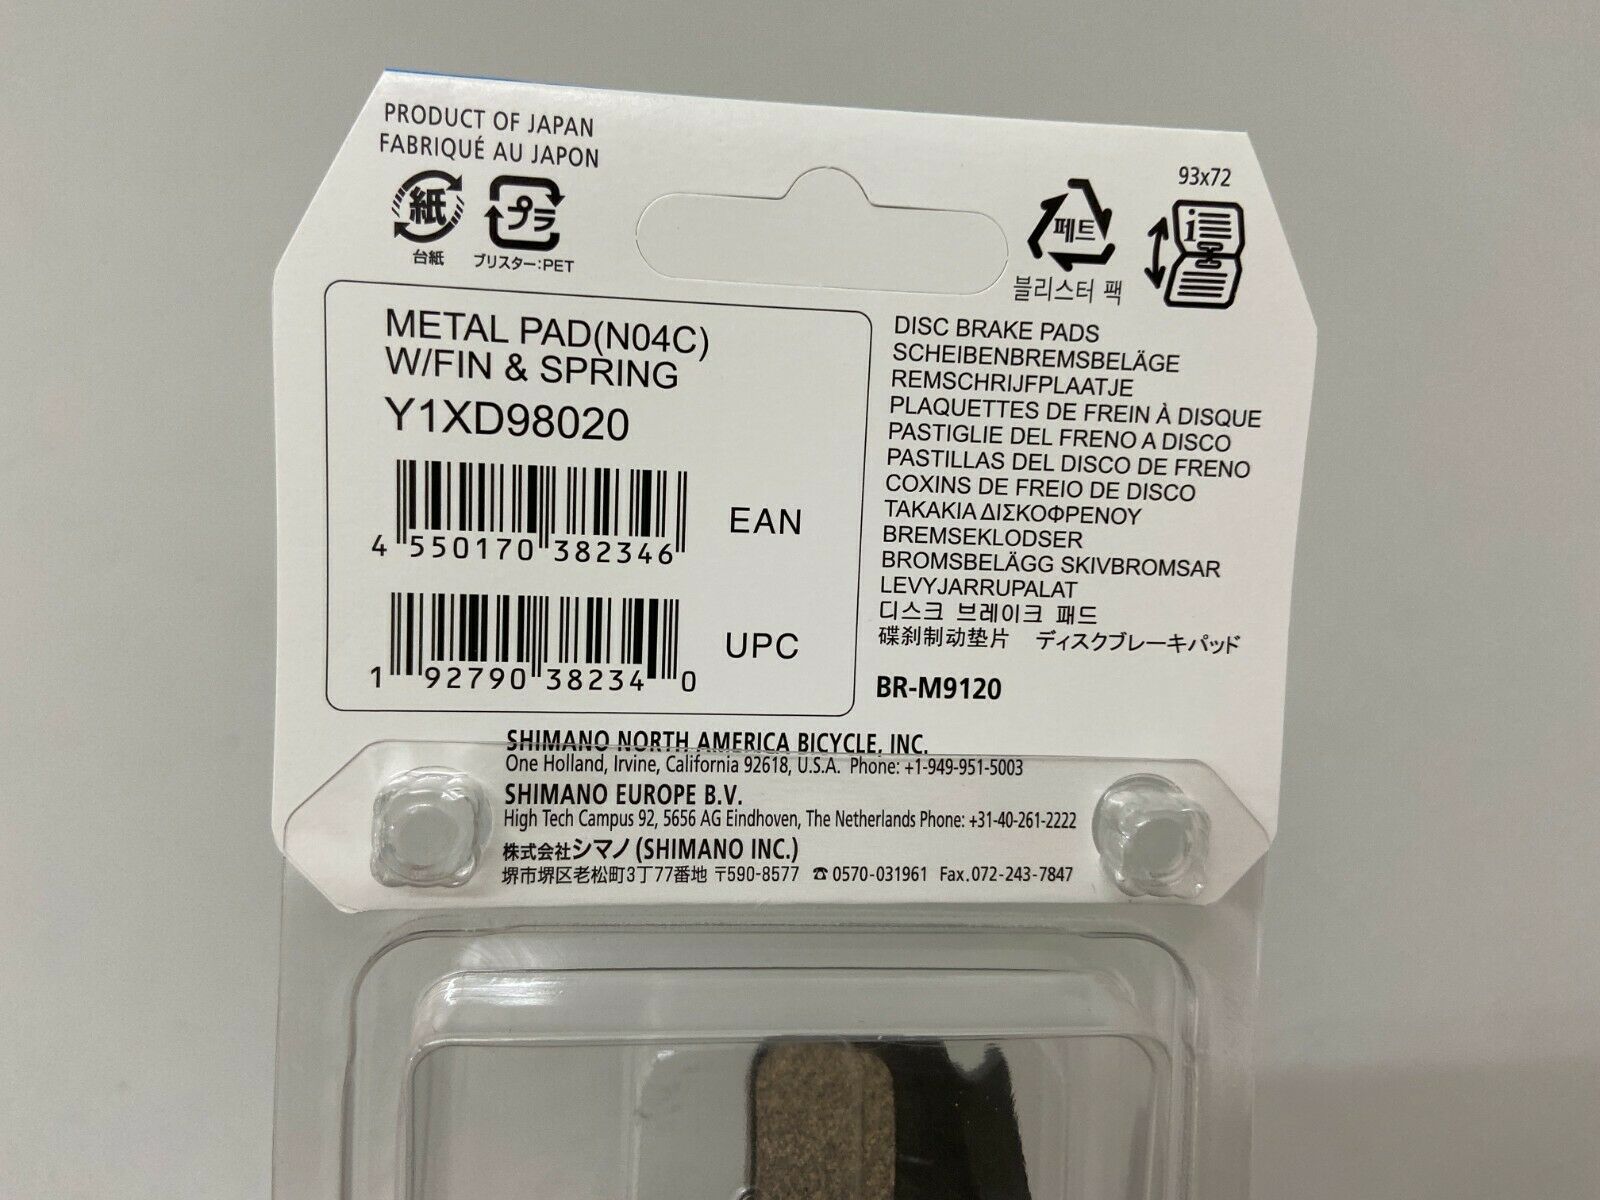 PRODUCT OF JAPAN
FABRIQUÉ AU JAPON
紙
台紙
プラ
ブリスター:PET
페트
블리스터 팩
93x72
i
METAL PAD(N04C)
W/FIN & SPRING
Y1XD98020
4 550170 382346
EAN
1 92790 38234 0
UPC
DISC BRAKE PADS
SCHEIBENBREMSBELÄGE
REMSCHRIJFPLAATJE
PLAQUETTES DE FREIN À DISQUE
PASTIGLIE DEL FRENO A DISCO
PASTILLAS DEL DISCO DE FRENO
COXINS DE FREIO DE DISCO
ΤΑΚΑΚΙΑ ΔΙΣΚΟΦΡΕΝΟΥ
BREMSEKLODSER
BROMSBELÄGG SKIVBROMSAR
LEVYJARRUPALAT
디스크 브레이크 패드
碟刹制动垫片 ディスクブレーキパッド
BR-M9120
SHIMANO NORTH AMERICA BICYCLE, INC.
One Holland, Irvine, California 92618, U.S.A. Phone: +1-949-951-5003
SHIMANO EUROPE B.V.
High Tech Campus 92, 5656 AG Eindhoven, The Netherlands Phone: +31-40-261-2222
株式会社シマノ (SHIMANO INC.)
堺市堺区老松町3丁77番地 〒590-8577 ☎ 0570-031961 Fax.072-243-7847